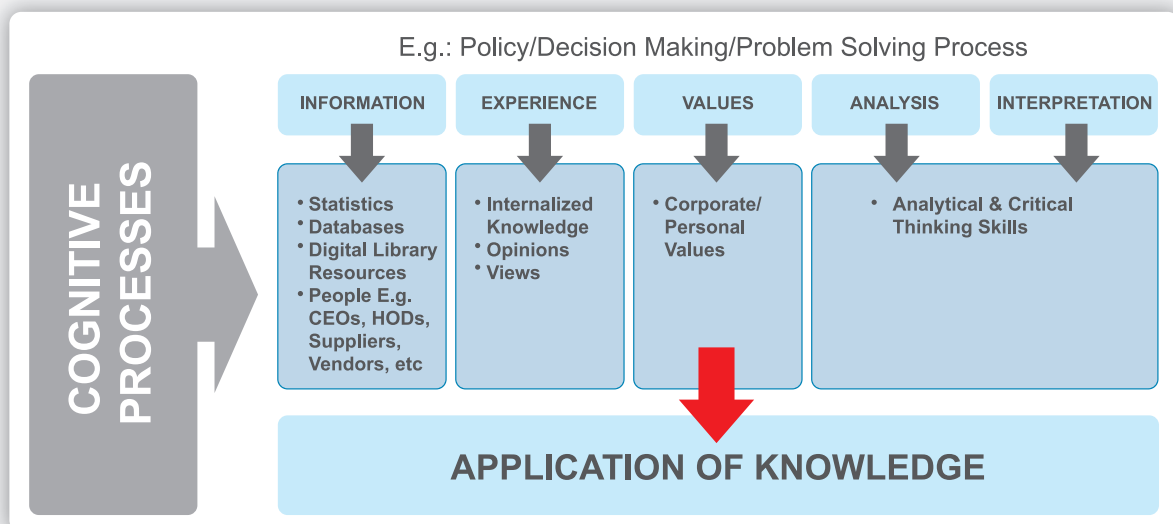 E.g.: Policy/Decision Making/Problem Solving Process
COGNITIVE
PROCESSES
INFORMATION
EXPERIENCE
VALUES
ANALYSIS
INTERPRETATION
• Statistics
• Databases
• Digital Library
Resources
• People E.g.
CEOs, HODs,
Suppliers,
Vendors, etc
• Internalized
Knowledge
• Opinions
• Views
• Corporate/
Personal
Values
• Analytical & Critical
Thinking Skills
APPLICATION OF KNOWLEDGE